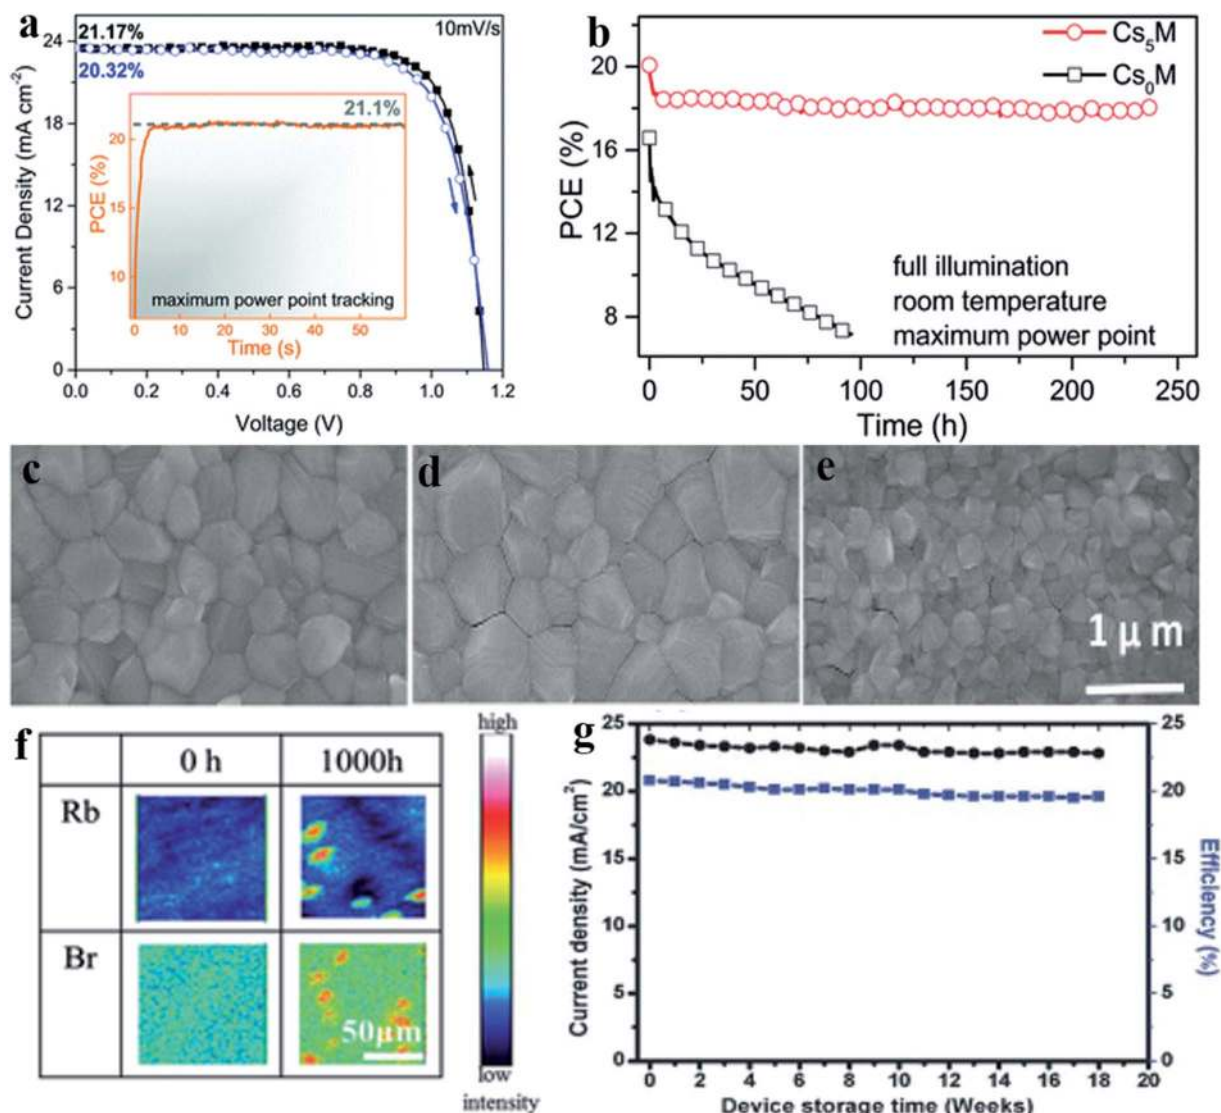 a
21.17%
20.32%
10mV/s
24
18
12
6
0
Current Density (mA cm⁻²)
0.0 0.2 0.4 0.6 0.8 1.0 1.2
Voltage (V)
21.1%
20
15
10
PCE (%)
maximum power point tracking
0 10 20 30 40 50
Time (s)
b
Cs₅M
Cs₀M
20
16
12
8
PCE (%)
full illumination
room temperature
maximum power point
0 50 100 150 200 250
Time (h)
c
d
e
1 μm
f
0 h 1000h
Rb
Br
50μm
high
low
intensity
g
25
20
15
10
5
0
Current density (mA/cm²)
25
20
15
10
5
0
Efficiency (%)
0 2 4 6 8 10 12 14 16 18 20
Device storage time (Weeks)